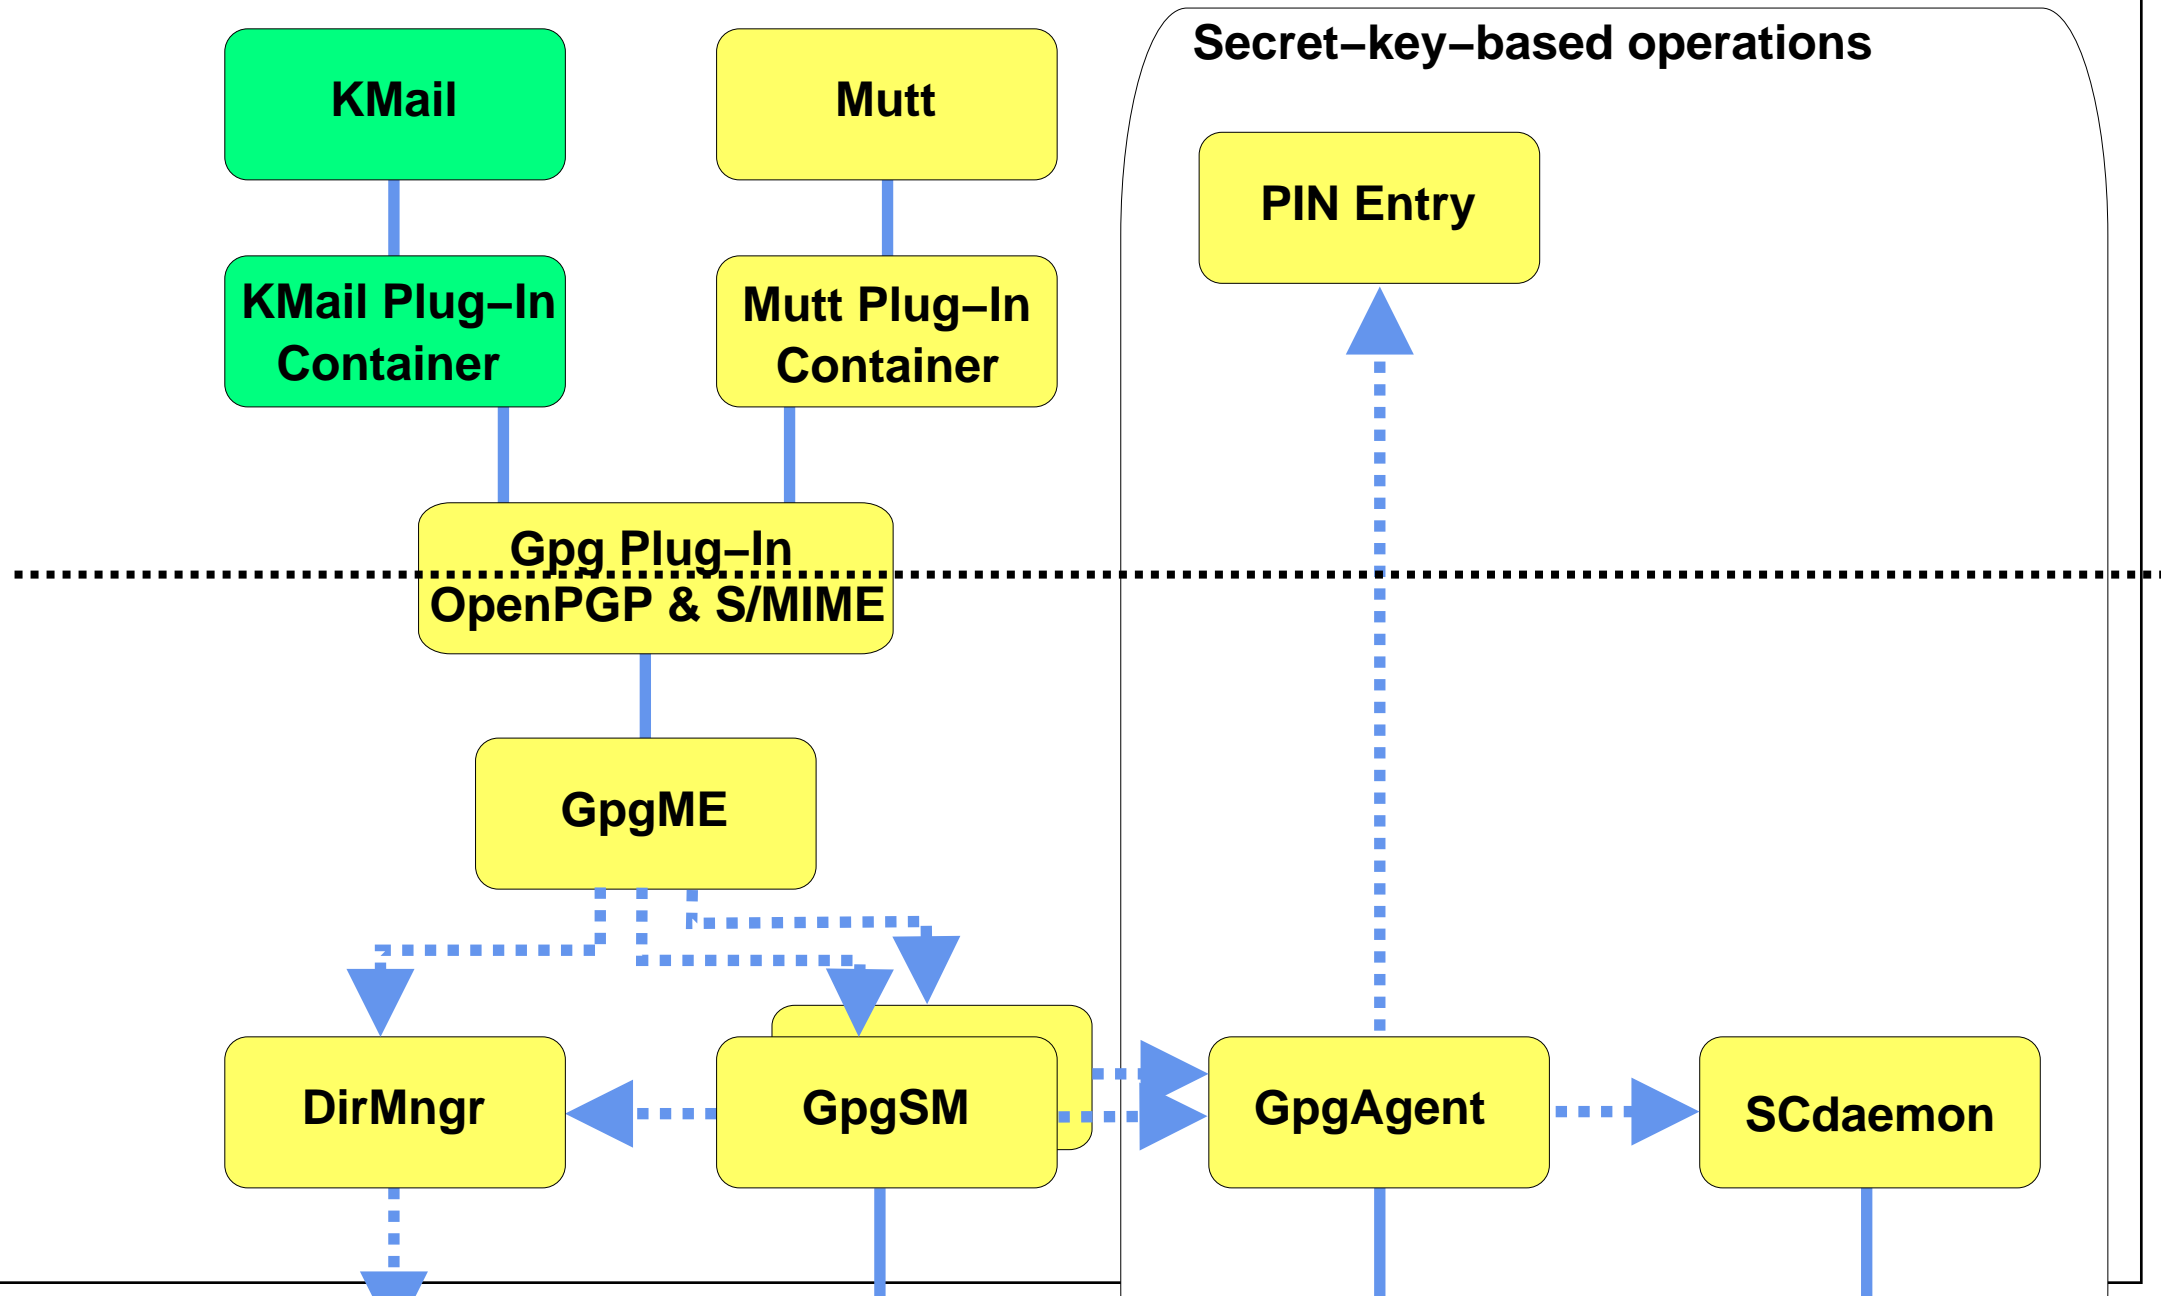 Secret–key–based operations
KMail
Mutt
PIN Entry
KMail Plug–In
Container
Mutt Plug–In
Container
Gpg Plug–In
OpenPGP & S/MIME
GpgME
DirMngr
GpgSM
GpgAgent
SCdaemon